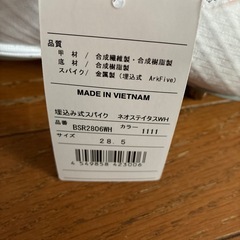 品質
甲 材 / 合成繊維製・合成樹脂製
底 材 / 合成樹脂製
スパイク/ 金属製 (埋込式 ArkFive)
MADE IN VIETNAM
埋込み式スパイク ネオステイタスWH
品番 BSR2806WH カラー 1111
サイズ 28.5
4549858423006